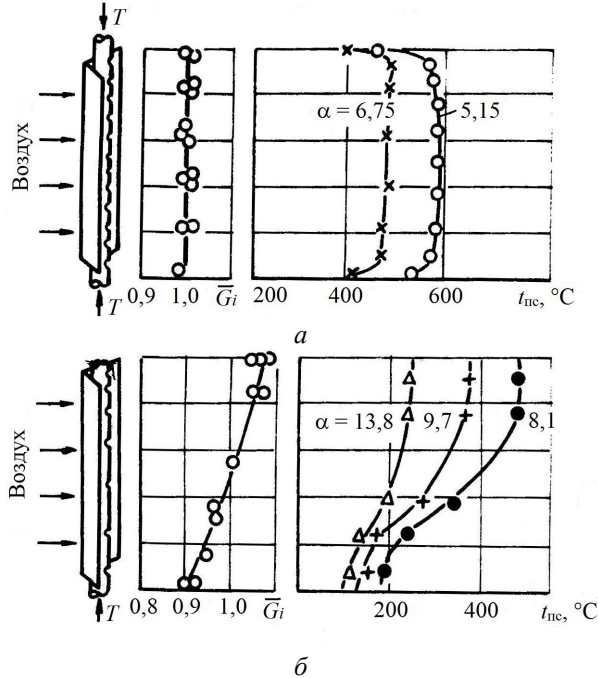 T
Воздух
α = 6,75
5,15
T
0,9 1,0 G̅i
200 400 600 tпс, °C
а
Воздух
α = 13,8 9,7 8,1
T
0,8 0,9 1,0 G̅i
200 400 tпс, °C
б